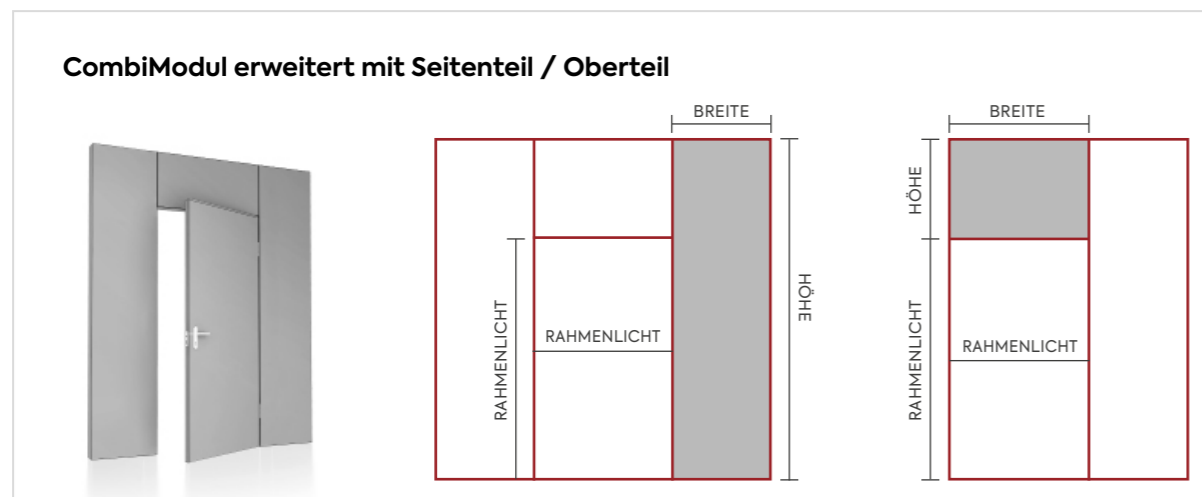 CombiModul erweitert mit Seitenteil / Oberteil
BREITE
HÖHE
RAHMENLICHT
RAHMENLICHT
BREITE
HÖHE
RAHMENLICHT
RAHMENLICHT